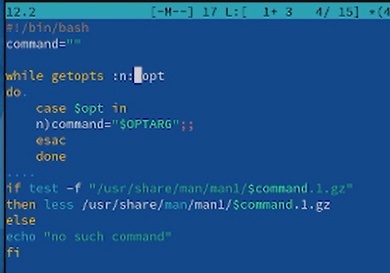 12.2 [-M--] 17 L:[ 1+ 3 4/ 15] *(4
#!/bin/bash
command=""
while getopts :n: opt
do.
case $opt in
n)command="$OPTARG";;
esac
done
....
if test -f "/usr/share/man/man1/$command.1.gz"
then less /usr/share/man/man1/$command.1.gz
else
echo "no such command"
fi